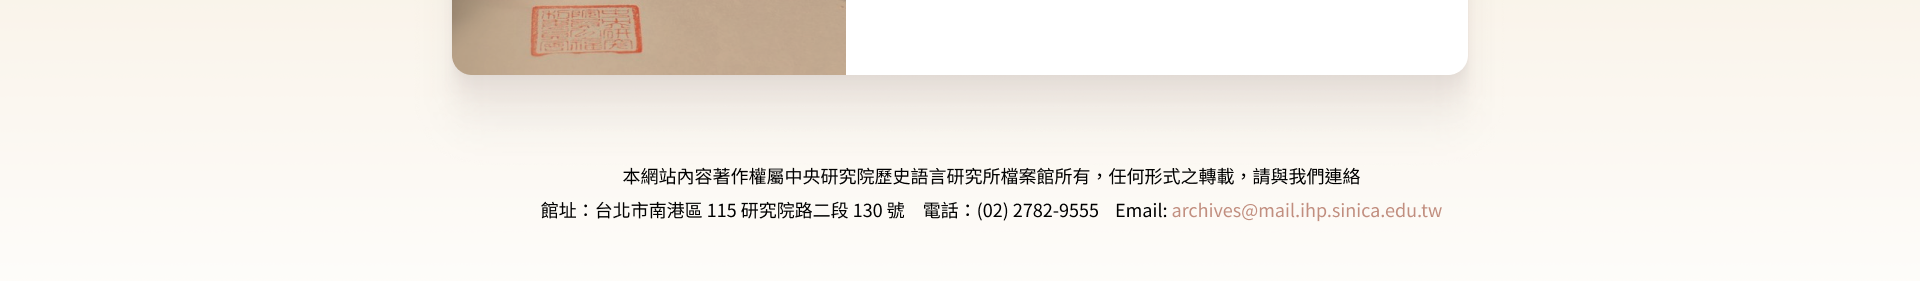 本網站內容著作權屬中央研究院歷史語言研究所檔案館所有，任何形式之轉載，請與我們連絡
館址：台北市南港區 115 研究院路二段 130 號　電話：(02) 2782-9555　Email: archives@mail.ihp.sinica.edu.tw